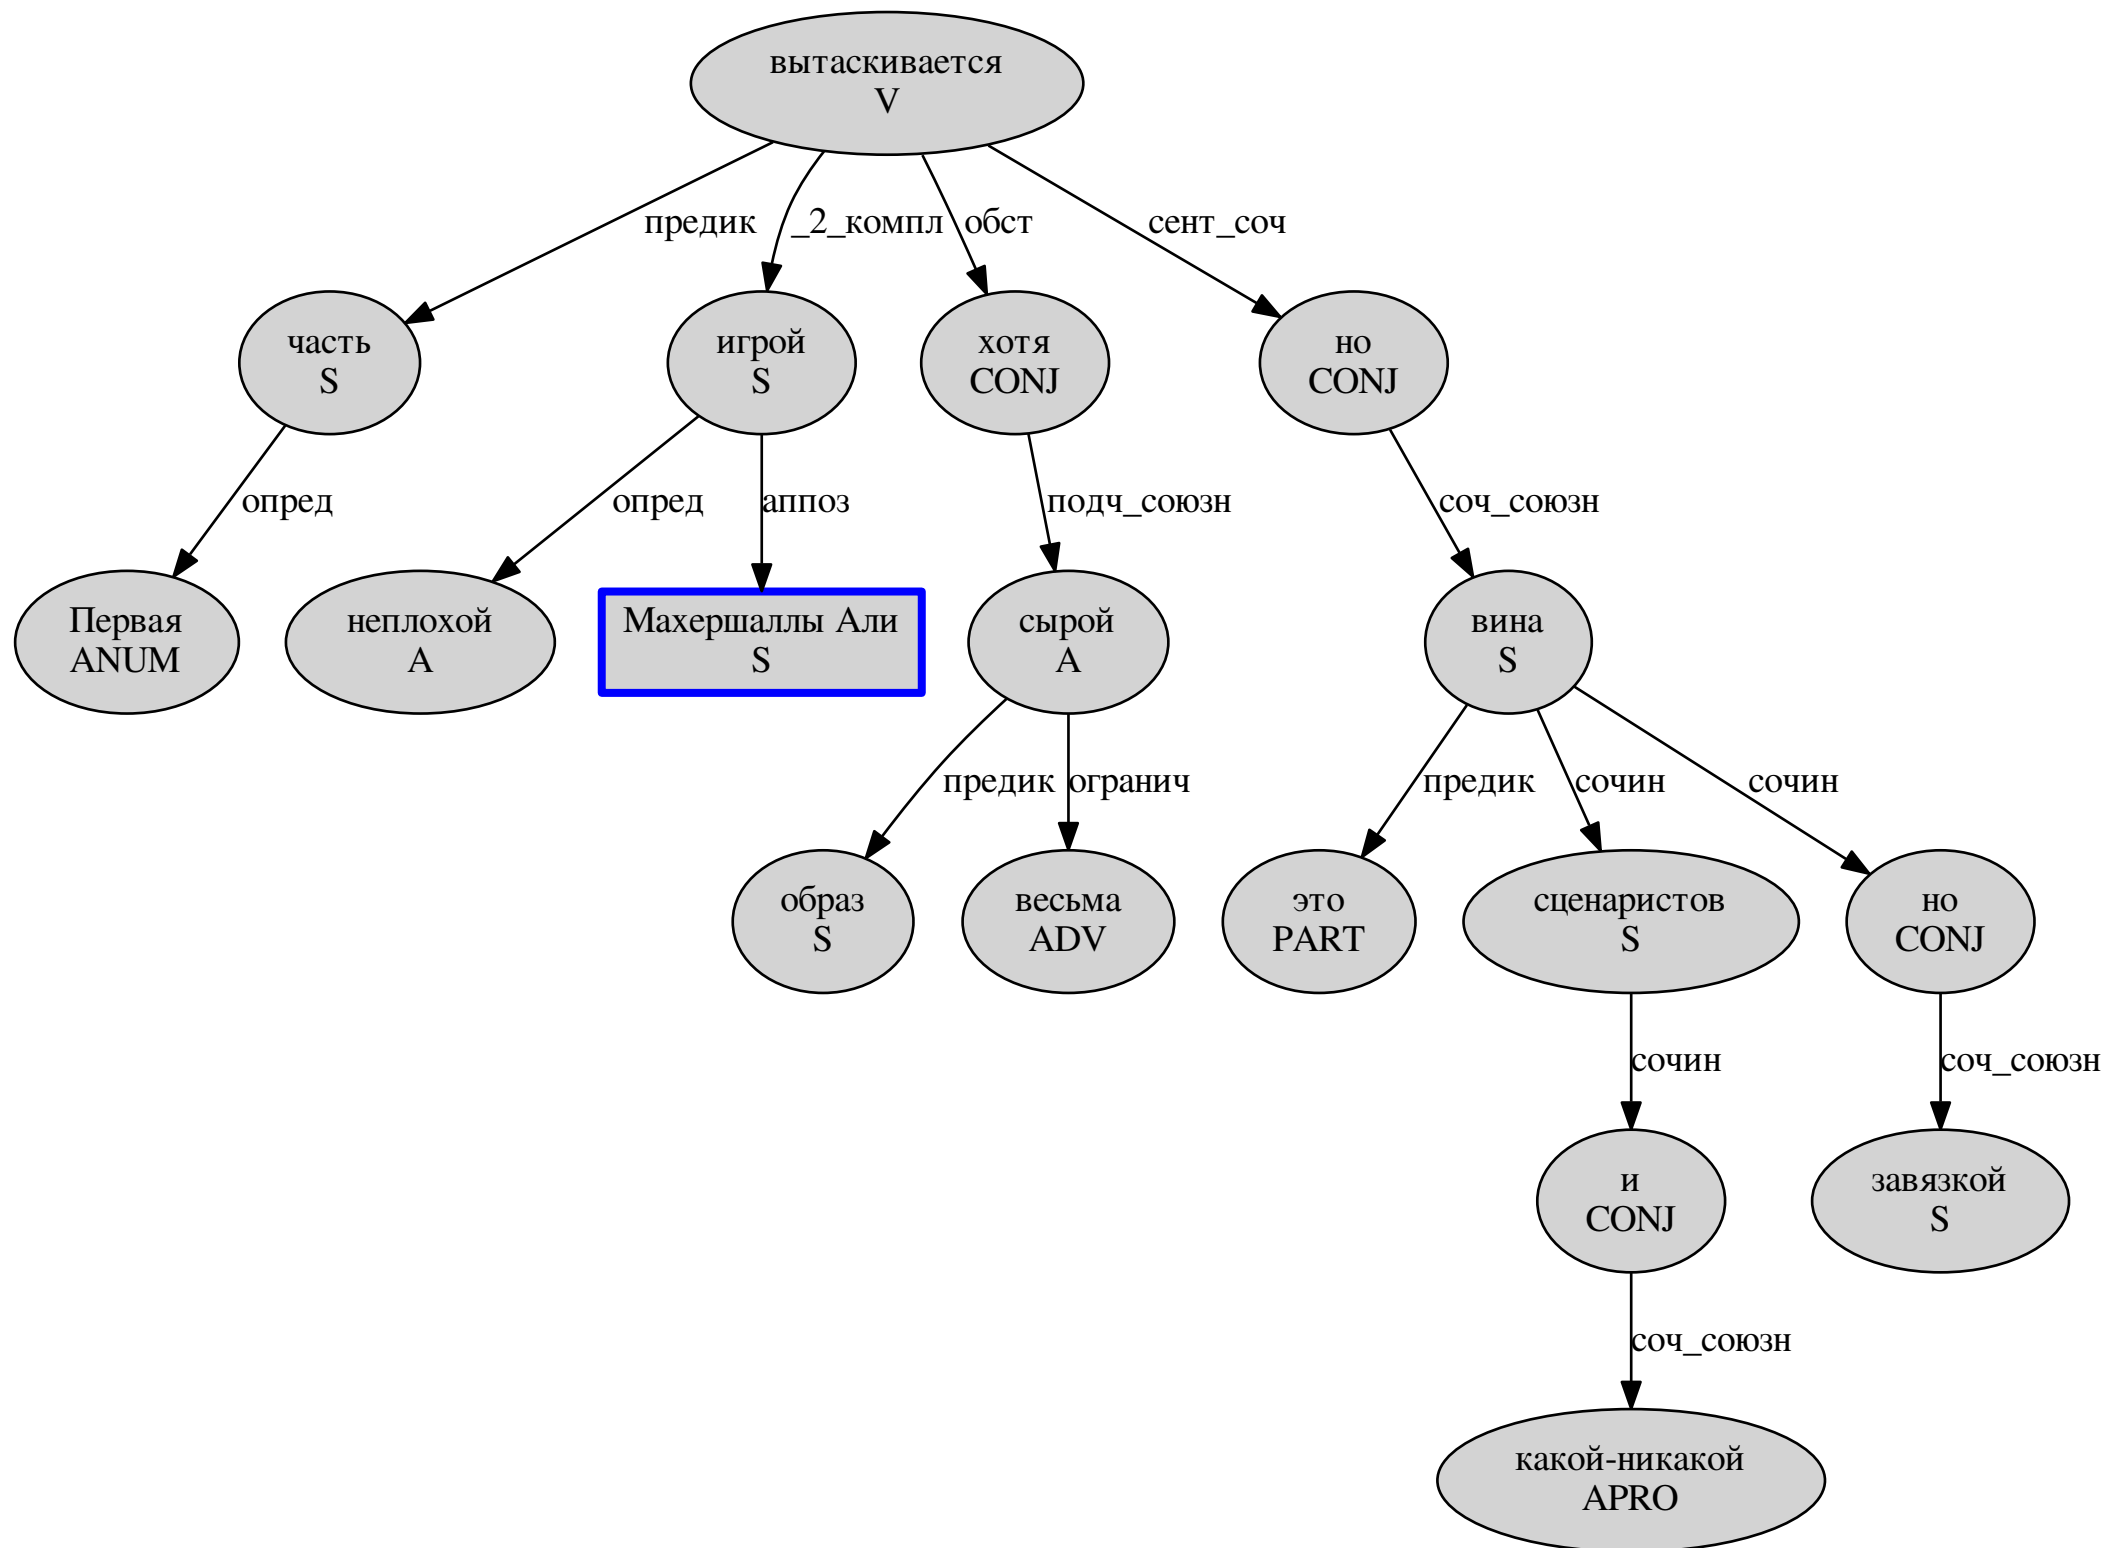 вытаскивается
V
предик
_2_компл
обст
сент_соч
часть
S
игрой
S
хотя
CONJ
но
CONJ
опред
опред
аппоз
подч_союзн
соч_союзн
Первая
ANUM
неплохой
A
Махершаллы Али
S
сырой
A
вина
S
предик
огранич
предик
сочин
сочин
образ
S
весьма
ADV
это
PART
сценаристов
S
но
CONJ
сочин
соч_союзн
и
CONJ
завязкой
S
соч_союзн
какой-никакой
APRO